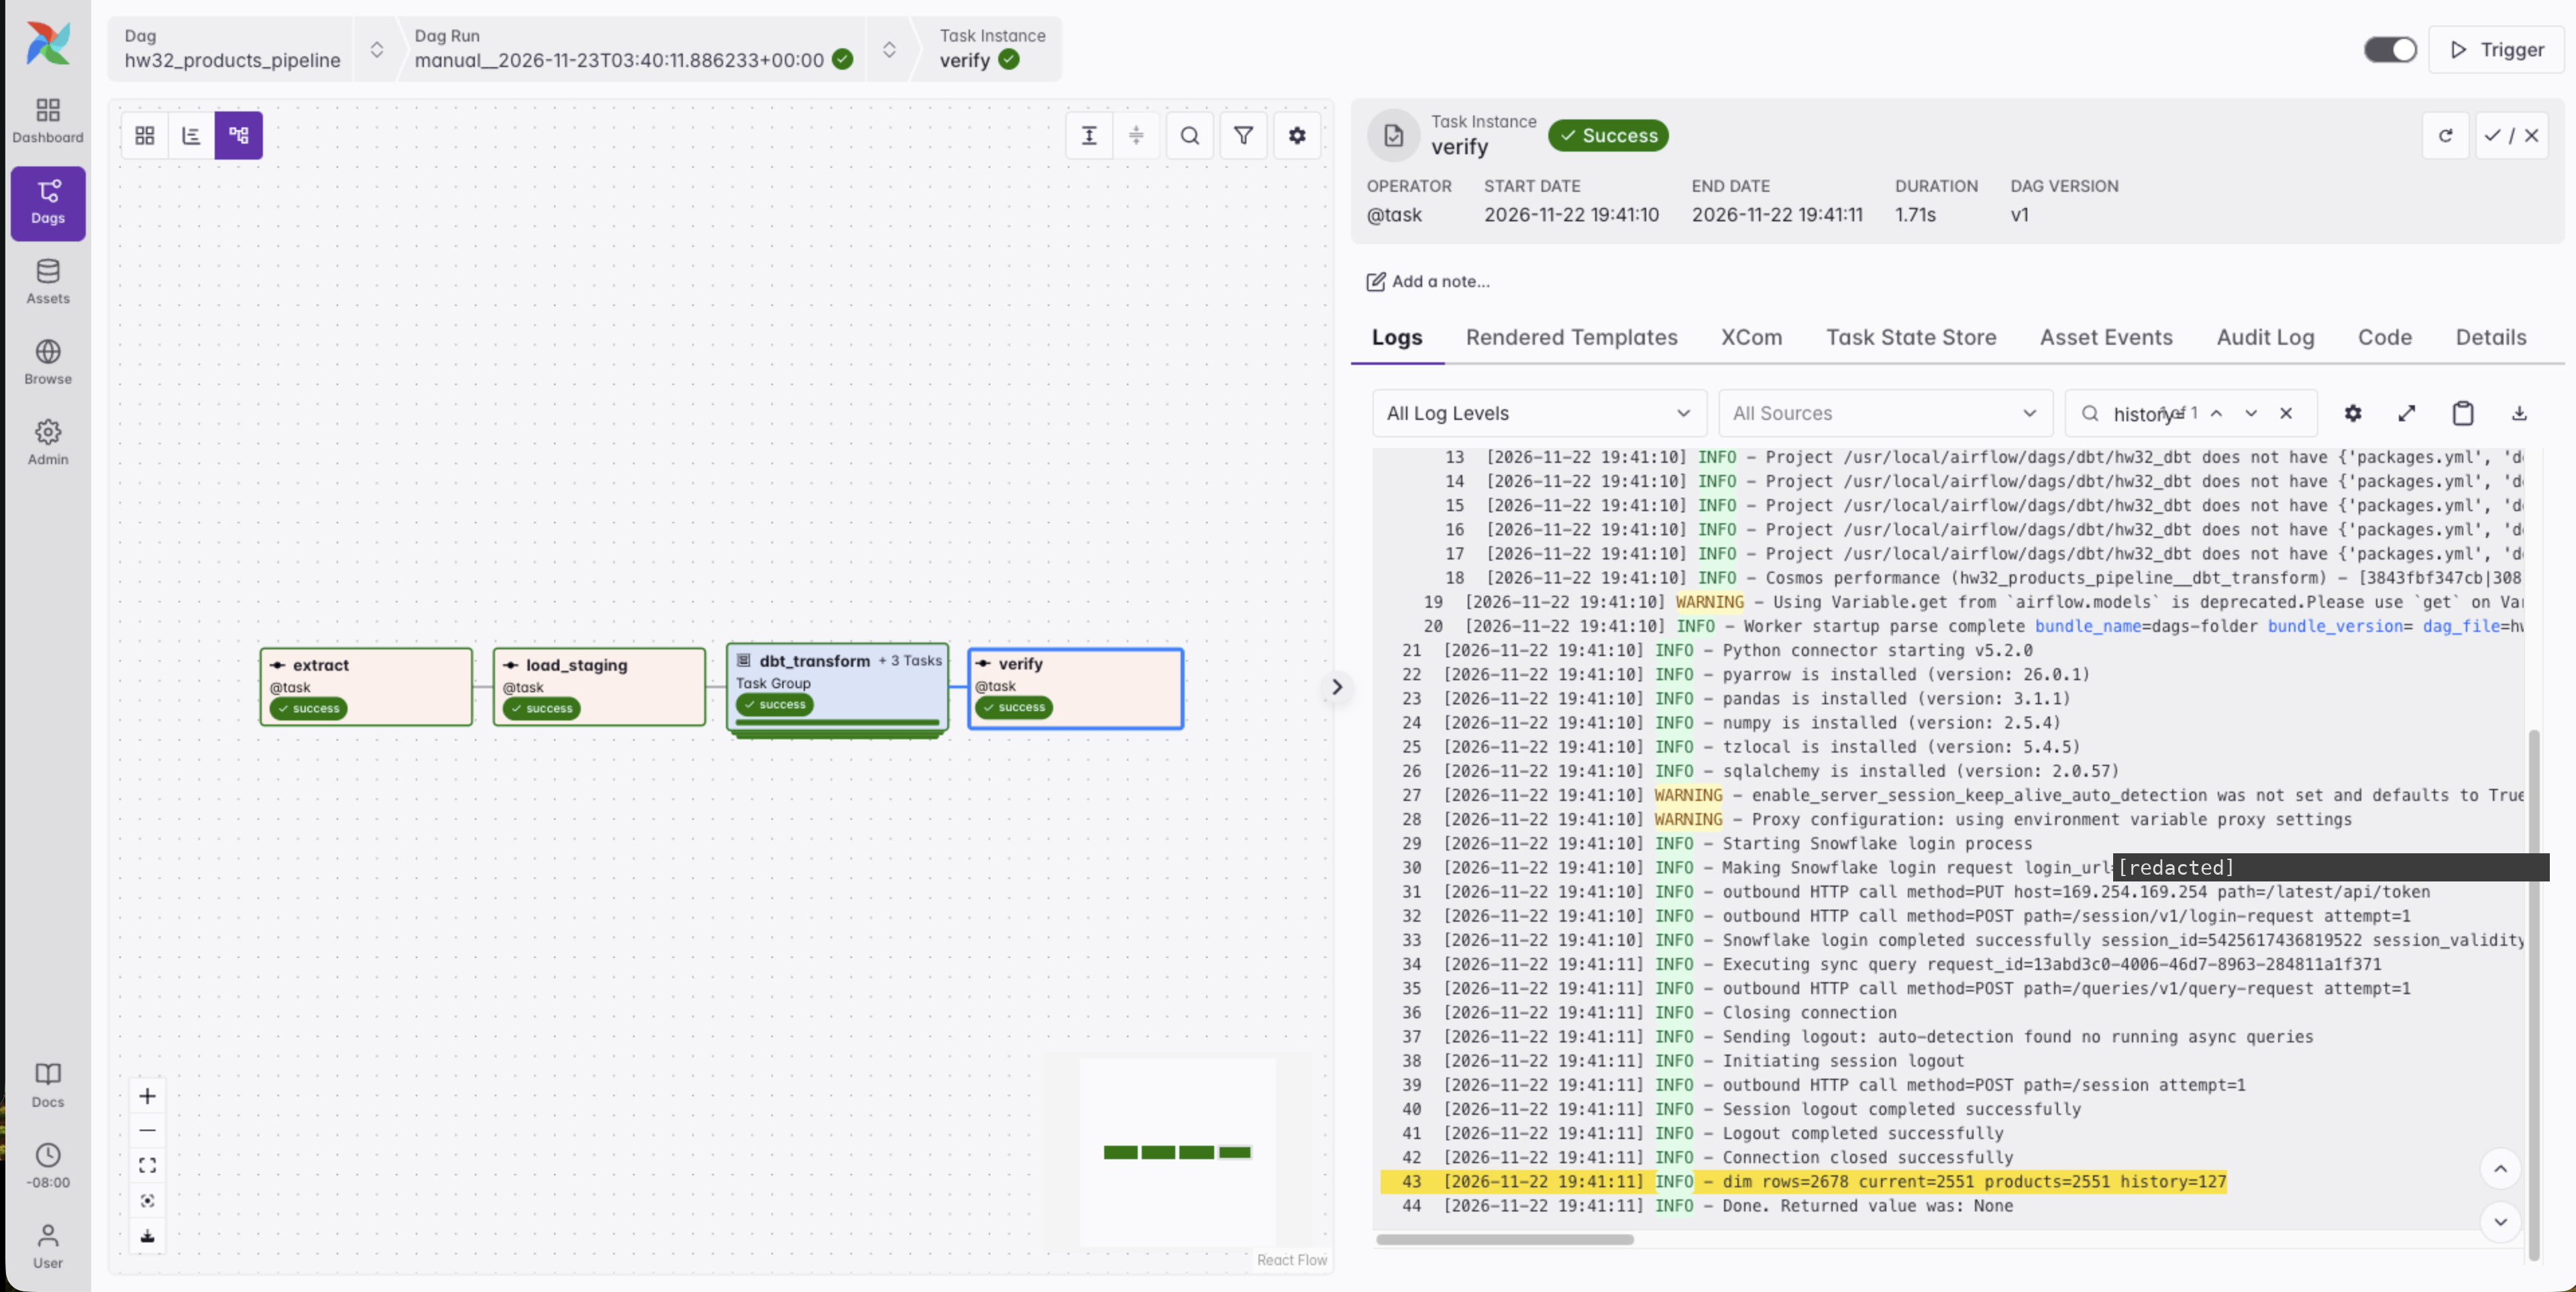 Dag
hw32_products_pipeline
Dag Run
manual__2026-11-23T03:40:11.886233+00:00
Task Instance
verify
Trigger
Dashboard
Dags
Assets
Browse
Admin
Docs
-08:00
User
extract
@task
success
load_staging
@task
success
dbt_transform + 3 Tasks
Task Group
success
verify
@task
success
React Flow
Task Instance
verify
Success
OPERATOR START DATE END DATE DURATION DAG VERSION
@task 2026-11-22 19:41:10 2026-11-22 19:41:11 1.71s v1
Add a note...
Logs Rendered Templates XCom Task State Store Asset Events Audit Log Code Details
All Log Levels All Sources history= 1 of 1
13 [2026-11-22 19:41:10] INFO - Project /usr/local/airflow/dags/dbt/hw32_dbt does not have {'packages.yml', 'd
14 [2026-11-22 19:41:10] INFO - Project /usr/local/airflow/dags/dbt/hw32_dbt does not have {'packages.yml', 'd
15 [2026-11-22 19:41:10] INFO - Project /usr/local/airflow/dags/dbt/hw32_dbt does not have {'packages.yml', 'd
16 [2026-11-22 19:41:10] INFO - Project /usr/local/airflow/dags/dbt/hw32_dbt does not have {'packages.yml', 'd
17 [2026-11-22 19:41:10] INFO - Project /usr/local/airflow/dags/dbt/hw32_dbt does not have {'packages.yml', 'd
18 [2026-11-22 19:41:10] INFO - Cosmos performance (hw32_products_pipeline__dbt_transform) - [3843fbf347cb|308
19 [2026-11-22 19:41:10] WARNING - Using Variable.get from `airflow.models` is deprecated.Please use `get` on Va
20 [2026-11-22 19:41:10] INFO - Worker startup parse complete bundle_name=dags-folder bundle_version= dag_file=h
21 [2026-11-22 19:41:10] INFO - Python connector starting v5.2.0
22 [2026-11-22 19:41:10] INFO - pyarrow is installed (version: 26.0.1)
23 [2026-11-22 19:41:10] INFO - pandas is installed (version: 3.1.1)
24 [2026-11-22 19:41:10] INFO - numpy is installed (version: 2.5.4)
25 [2026-11-22 19:41:10] INFO - tzlocal is installed (version: 5.4.5)
26 [2026-11-22 19:41:10] INFO - sqlalchemy is installed (version: 2.0.57)
27 [2026-11-22 19:41:10] WARNING - enable_server_session_keep_alive_auto_detection was not set and defaults to True
28 [2026-11-22 19:41:10] WARNING - Proxy configuration: using environment variable proxy settings
29 [2026-11-22 19:41:10] INFO - Starting Snowflake login process
30 [2026-11-22 19:41:10] INFO - Making Snowflake login request login_url=[redacted]
31 [2026-11-22 19:41:10] INFO - outbound HTTP call method=PUT host=169.254.169.254 path=/latest/api/token
32 [2026-11-22 19:41:10] INFO - outbound HTTP call method=POST path=/session/v1/login-request attempt=1
33 [2026-11-22 19:41:10] INFO - Snowflake login completed successfully session_id=5425617436819522 session_validity
34 [2026-11-22 19:41:11] INFO - Executing sync query request_id=13abd3c0-4006-46d7-8963-284811a1f371
35 [2026-11-22 19:41:11] INFO - outbound HTTP call method=POST path=/queries/v1/query-request attempt=1
36 [2026-11-22 19:41:11] INFO - Closing connection
37 [2026-11-22 19:41:11] INFO - Sending logout: auto-detection found no running async queries
38 [2026-11-22 19:41:11] INFO - Initiating session logout
39 [2026-11-22 19:41:11] INFO - outbound HTTP call method=POST path=/session attempt=1
40 [2026-11-22 19:41:11] INFO - Session logout completed successfully
41 [2026-11-22 19:41:11] INFO - Logout completed successfully
42 [2026-11-22 19:41:11] INFO - Connection closed successfully
43 [2026-11-22 19:41:11] INFO - dim rows=2678 current=2551 products=2551 history=127
44 [2026-11-22 19:41:11] INFO - Done. Returned value was: None